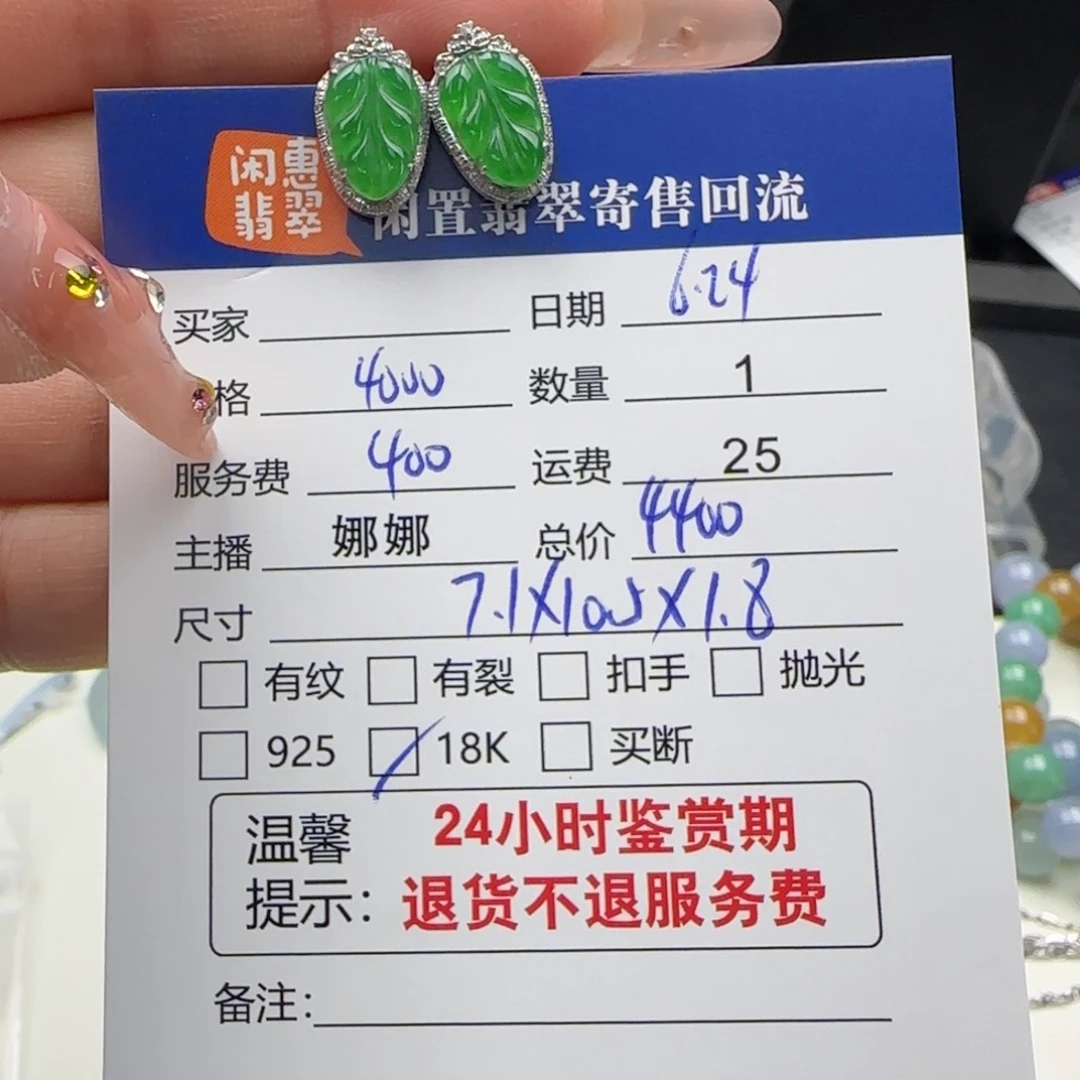 闲惠
翡翠
闲置翡翠寄售回流
买家 日期 6.24
格 4000 数量 1
服务费 400 运费 25
主播 娜娜 总价 4400
尺寸 7.1X10.5X1.8
有纹 有裂 扣手 抛光
925 18K 买断
温馨 24小时鉴赏期
提示: 退货不退服务费
备注: